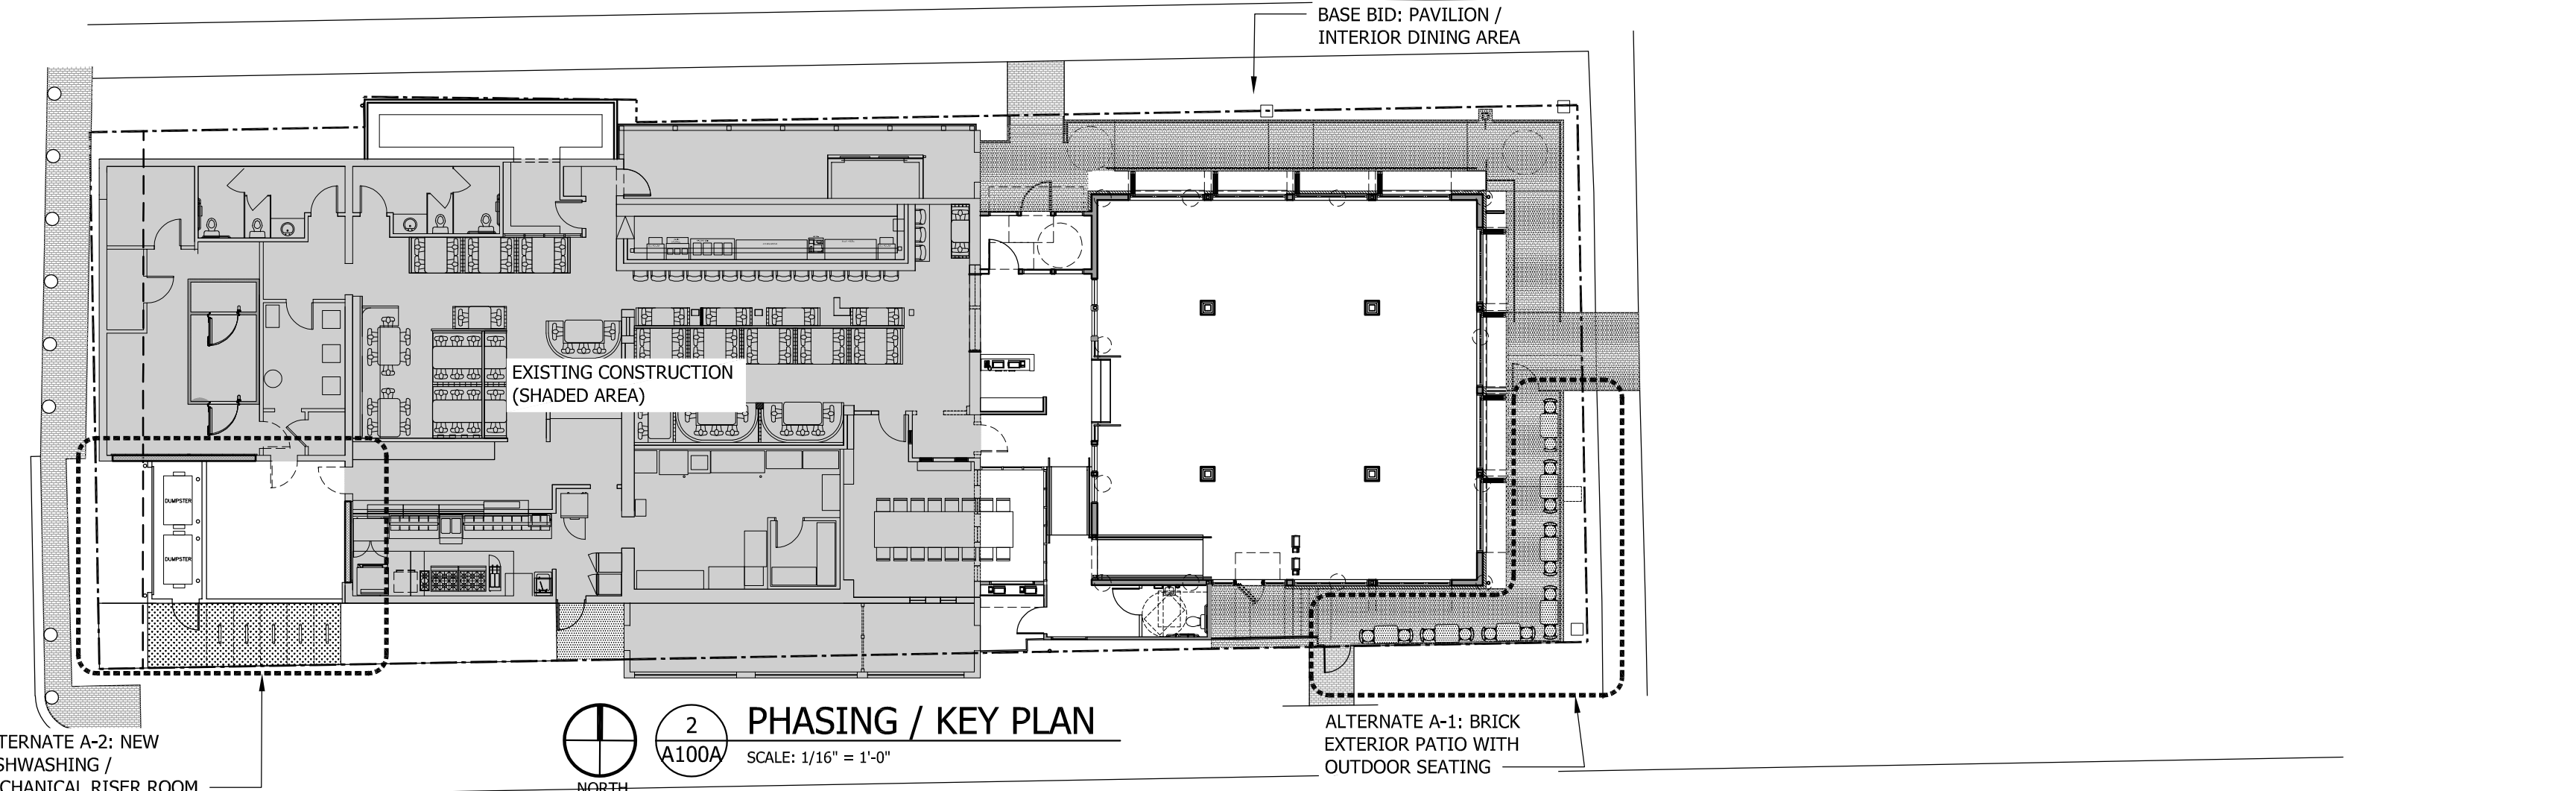 BASE BID: PAVILION /
INTERIOR DINING AREA
EXISTING CONSTRUCTION
(SHADED AREA)
DUMPSTER
DUMPSTER
2
A100A
PHASING / KEY PLAN
SCALE: 1/16" = 1'-0"
NORTH
ALTERNATE A-1: BRICK
EXTERIOR PATIO WITH
OUTDOOR SEATING
TERNATE A-2: NEW
SHWASHING /
CHANICAL RISER ROOM